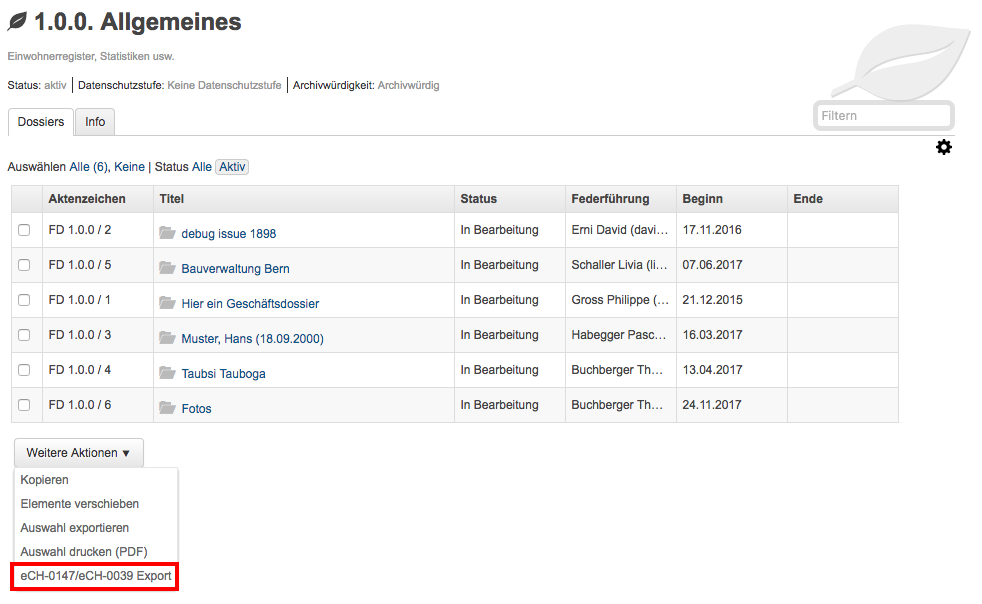 1.0.0. Allgemeines
Einwohnerregister, Statistiken usw.
Status: aktiv | Datenschutzstufe: Keine Datenschutzstufe | Archivwürdigkeit: Archivwürdig
Filtern
Dossiers Info
Auswählen Alle (6), Keine | Status Alle Aktiv
Aktenzeichen Titel Status Federführung Beginn Ende
FD 1.0.0 / 2 debug issue 1898 In Bearbeitung Erni David (davi… 17.11.2016
FD 1.0.0 / 5 Bauverwaltung Bern In Bearbeitung Schaller Livia (li… 07.06.2017
FD 1.0.0 / 1 Hier ein Geschäftsdossier In Bearbeitung Gross Philippe (… 21.12.2015
FD 1.0.0 / 3 Muster, Hans (18.09.2000) In Bearbeitung Habegger Pasc… 16.03.2017
FD 1.0.0 / 4 Taubsi Tauboga In Bearbeitung Buchberger Th… 13.04.2017
FD 1.0.0 / 6 Fotos In Bearbeitung Buchberger Th… 24.11.2017
Weitere Aktionen ▼
Kopieren
Elemente verschieben
Auswahl exportieren
Auswahl drucken (PDF)
eCH-0147/eCH-0039 Export